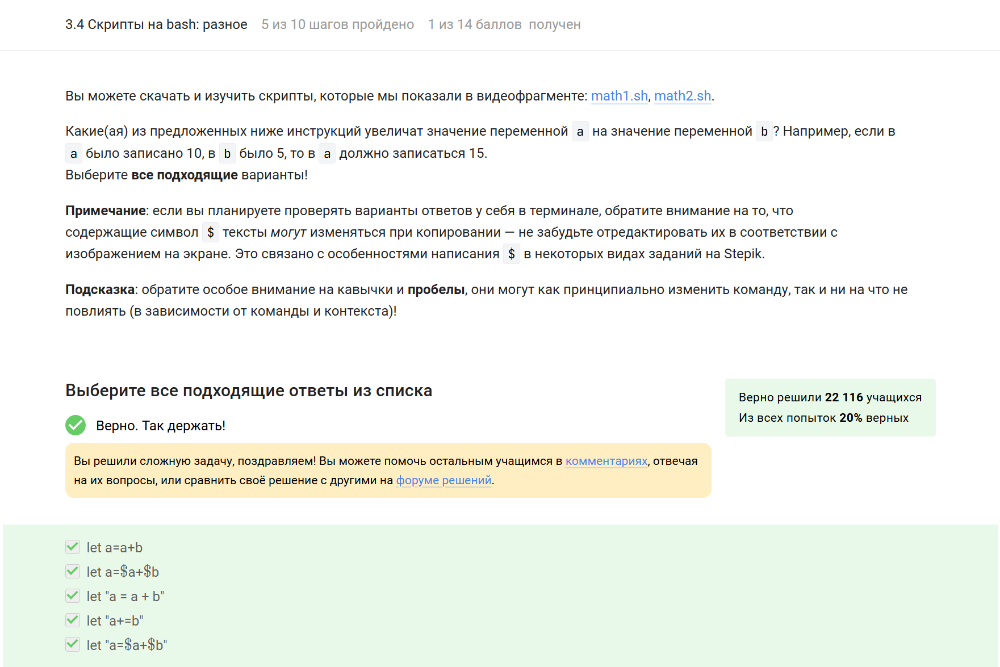 3.4 Скрипты на bash: разное 5 из 10 шагов пройдено 1 из 14 баллов получен
Вы можете скачать и изучить скрипты, которые мы показали в видеофрагменте: math1.sh, math2.sh.
Какие(ая) из предложенных ниже инструкций увеличат значение переменной a на значение переменной b? Например, если в
a было записано 10, в b было 5, то в a должно записаться 15.
Выберите все подходящие варианты!
Примечание: если вы планируете проверять варианты ответов у себя в терминале, обратите внимание на то, что
содержащие символ $ тексты могут изменяться при копировании — не забудьте отредактировать их в соответствии с
изображением на экране. Это связано с особенностями написания $ в некоторых видах заданий на Stepik.
Подсказка: обратите особое внимание на кавычки и пробелы, они могут как принципиально изменить команду, так и ни на что не
повлиять (в зависимости от команды и контекста)!
Выберите все подходящие ответы из списка
Верно решили 22 116 учащихся
Из всех попыток 20% верных
Верно. Так держать!
Вы решили сложную задачу, поздравляем! Вы можете помочь остальным учащимся в комментариях, отвечая
на их вопросы, или сравнить своё решение с другими на форуме решений.
let a=a+b
let a=$a+$b
let "a = a + b"
let "a+=b"
let "a=$a+$b"